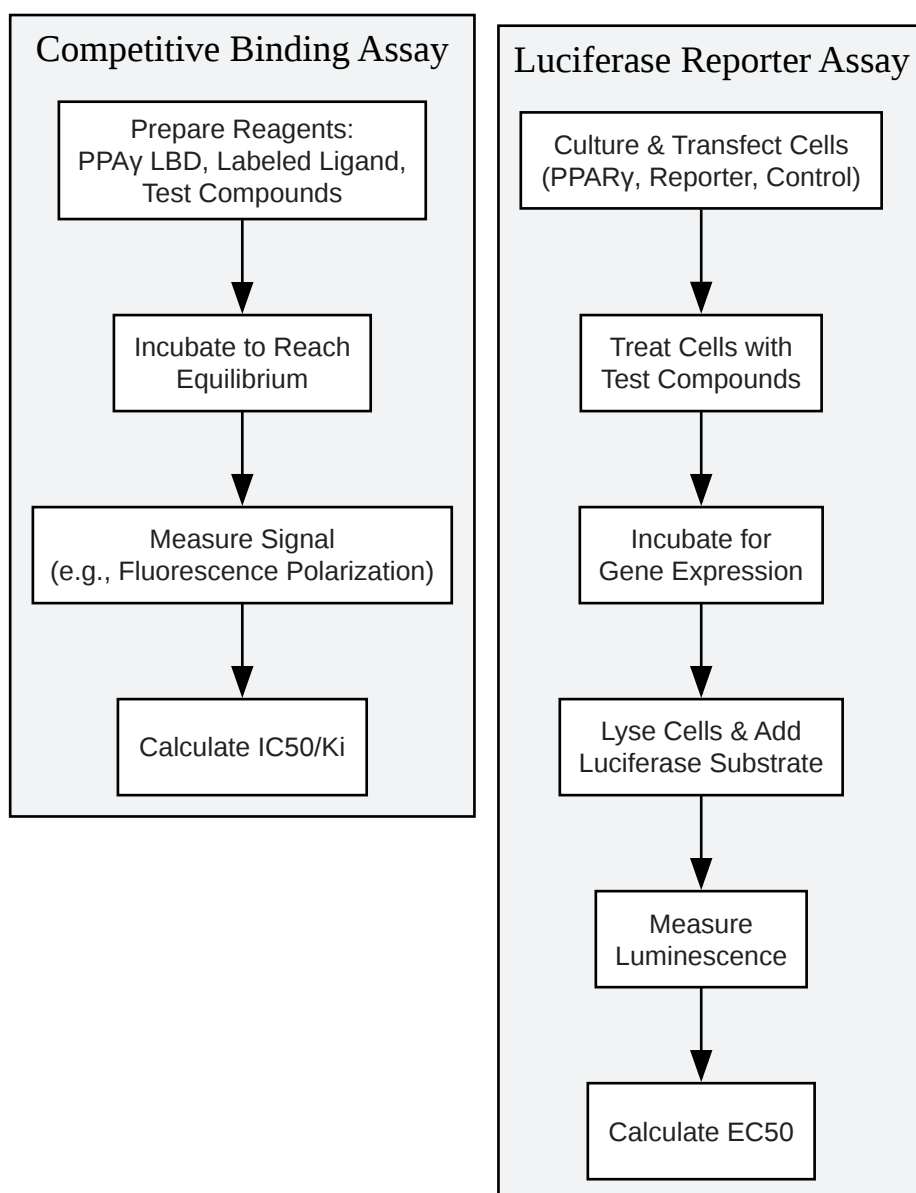 Competitive Binding Assay
Prepare Reagents:
PPAγ LBD, Labeled Ligand,
Test Compounds
Incubate to Reach
Equilibrium
Measure Signal
(e.g., Fluorescence Polarization)
Calculate IC50/Ki
Luciferase Reporter Assay
Culture & Transfect Cells
(PPARγ, Reporter, Control)
Treat Cells with
Test Compounds
Incubate for
Gene Expression
Lyse Cells & Add
Luciferase Substrate
Measure
Luminescence
Calculate EC50